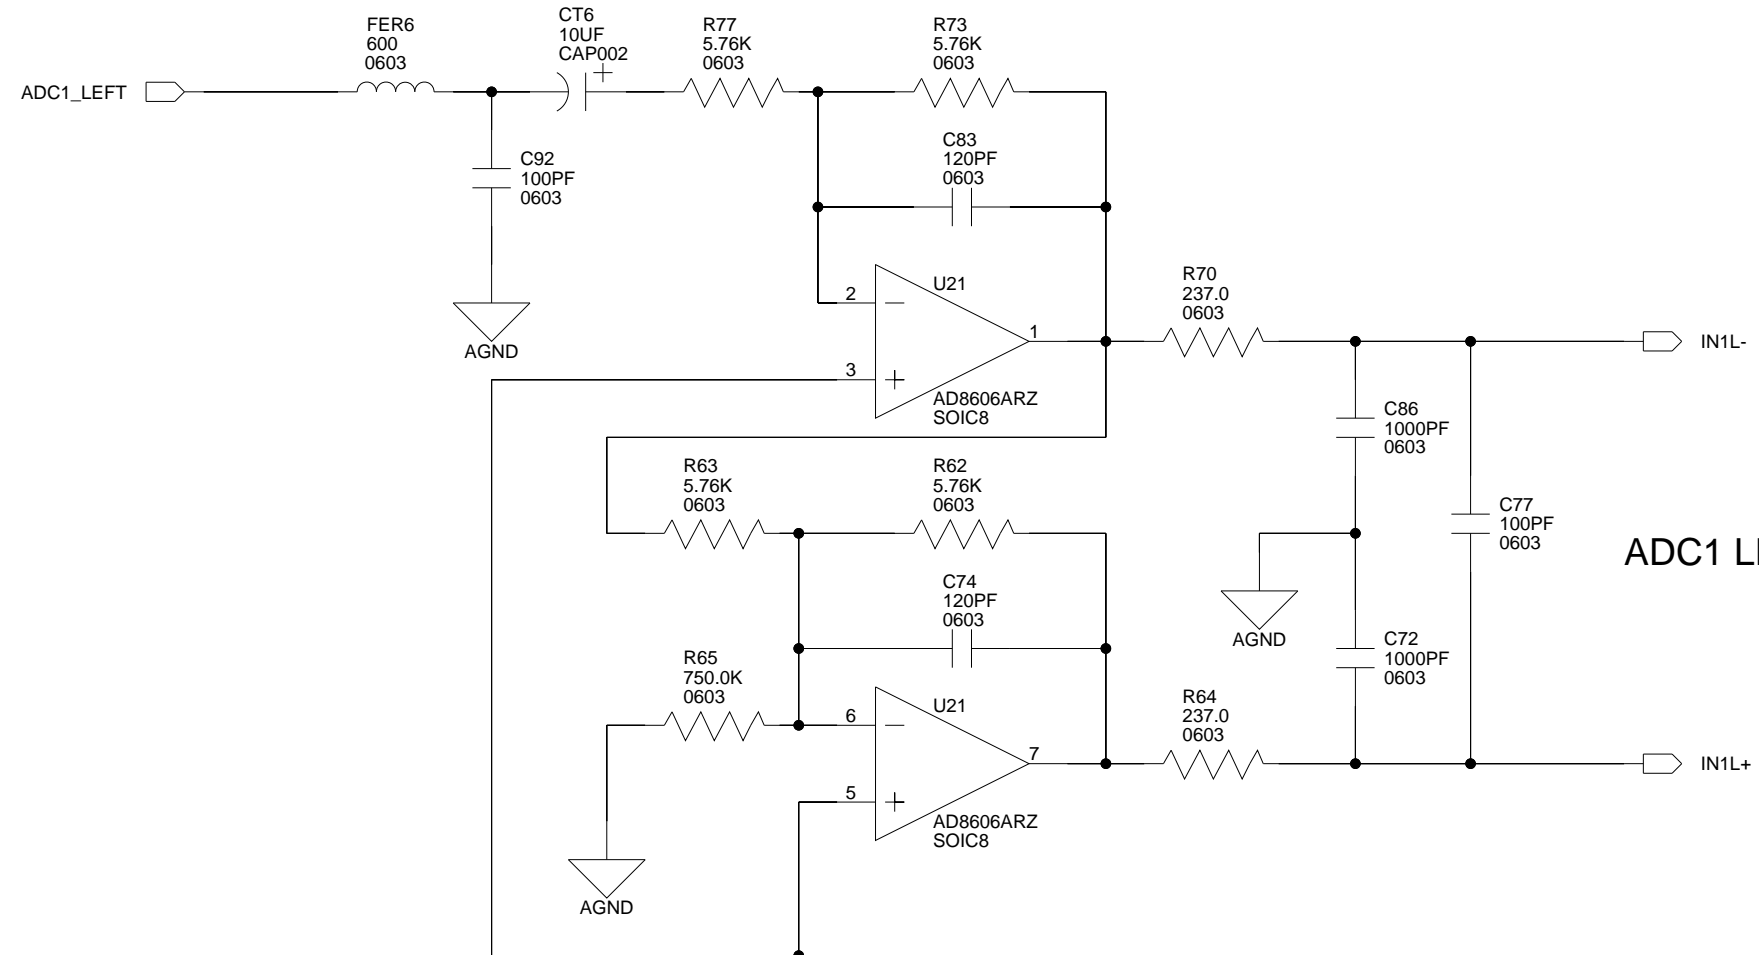 FER6
600
0603
CT6
10UF
CAP002
R77
5.76K
0603
R73
5.76K
0603
ADC1_LEFT
C92
100PF
0603
AGND
C83
120PF
0603
U21
2
3
1
AD8606ARZ
SOIC8
R70
237.0
0603
IN1L-
C86
1000PF
0603
R63
5.76K
0603
R62
5.76K
0603
C77
100PF
0603
ADC1
C74
120PF
0603
AGND
C72
1000PF
0603
R65
750.0K
0603
U21
6
5
7
AD8606ARZ
SOIC8
R64
237.0
0603
IN1L+
AGND